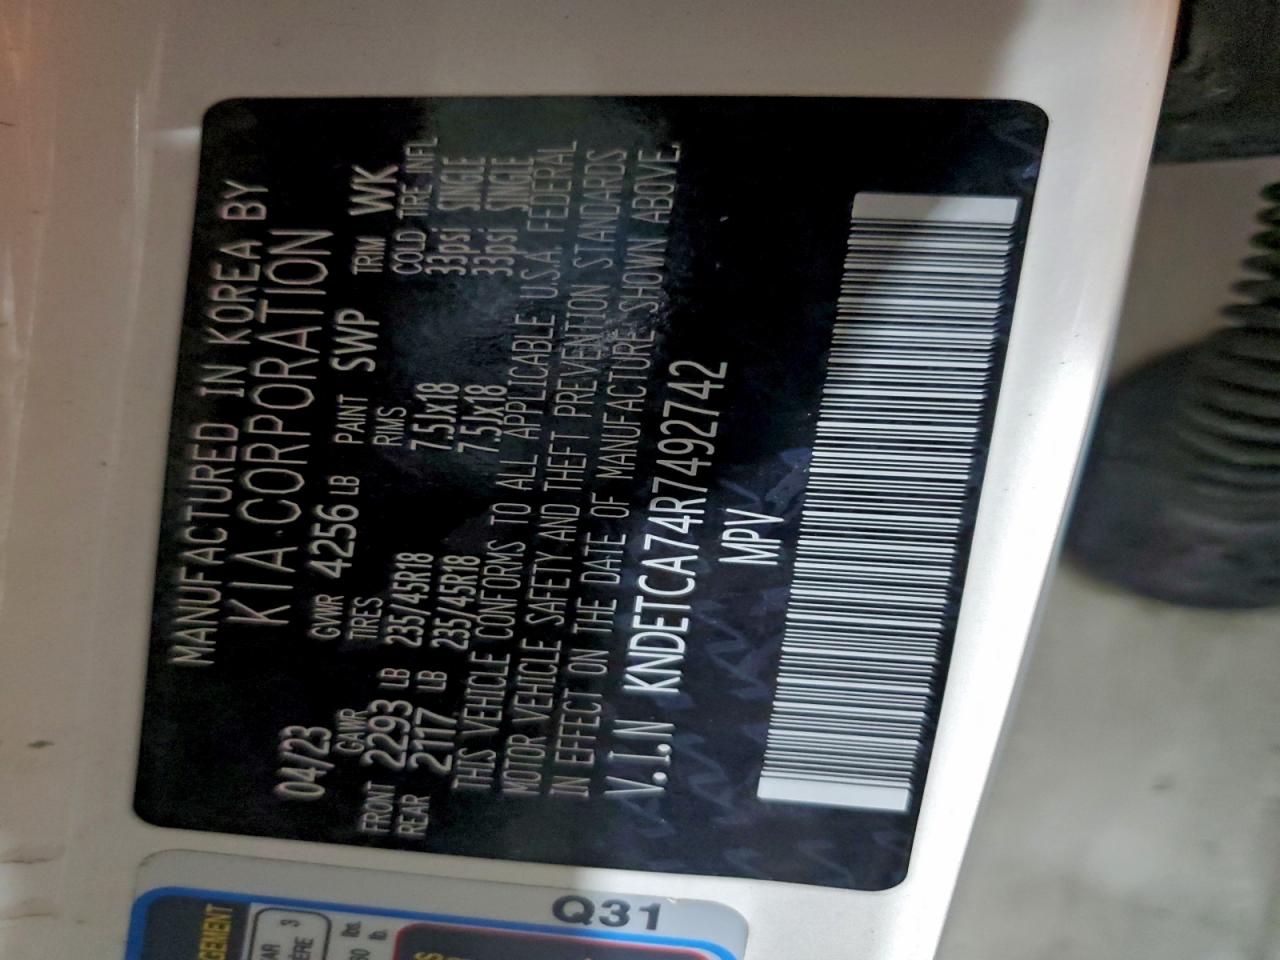 MANUFACTURED IN KOREA BY
KIA CORPORATION
04/23 GVWR 4256 LB PAINT SWP TRIM WK
GAWR TIRES RIMS COLD TIRE INFL
FRONT 2293 LB 235/45R18 7.5Jx18 33psi SINGLE
REAR 2117 LB 235/45R18 7.5Jx18 33psi SINGLE
THIS VEHICLE CONFORMS TO ALL APPLICABLE U.S.A. FEDERAL
MOTOR VEHICLE SAFETY AND THEFT PREVENTION STANDARDS
IN EFFECT ON THE DATE OF MANUFACTURE SHOWN ABOVE.
V.I.N KNDETCA74R7492742
MPV
Q31